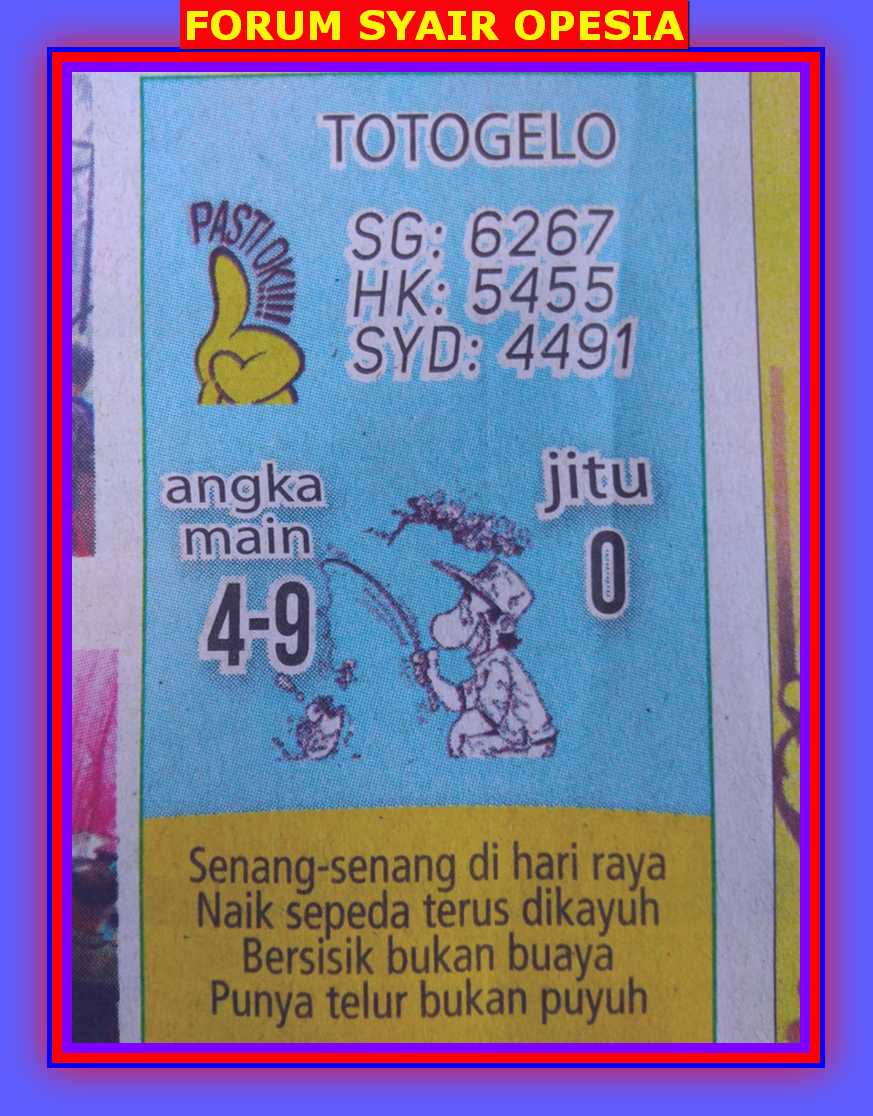 FORUM SYAIR OPESIA
TOTOGELO
PASTI OK!!!!!
SG: 6267
HK: 5455
SYD: 4491
angka
main
4-9
jitu
0
Senang-senang di hari raya
Naik sepeda terus dikayuh
Bersisik bukan buaya
Punya telur bukan puyuh